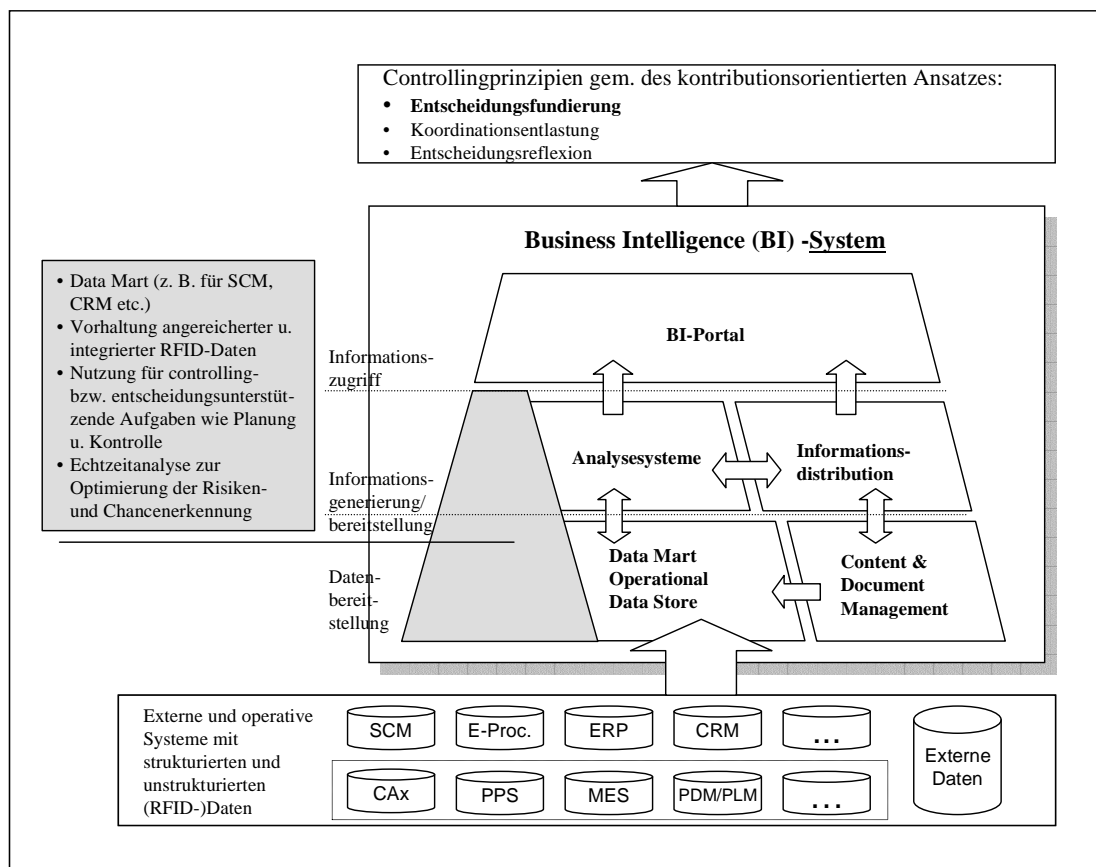 Controllingprinzipien gem. des kontributionsorientierten Ansatzes:
• Entscheidungsfundierung
• Koordinationsentlastung
• Entscheidungsreflexion
Business Intelligence (BI) -System
• Data Mart (z. B. für SCM,
CRM etc.)
• Vorhaltung angereicherter u.
integrierter RFID-Daten
• Nutzung für controlling-
bzw. entscheidungsunterstüt-
zende Aufgaben wie Planung
u. Kontrolle
• Echtzeitanalyse zur
Optimierung der Risiken-
und Chancenerkennung
Informations-
zugriff
BI-Portal
Informations-
generierung/
bereitstellung
Analysesysteme
Informations-
distribution
Daten-
bereit-
stellung
Data Mart
Operational
Data Store
Content &
Document
Management
Externe und operative
Systeme mit
strukturierten und
unstrukturierten
(RFID-)Daten
SCM
E-Proc.
ERP
CRM
...
CAx
PPS
MES
PDM/PLM
...
Externe
Daten